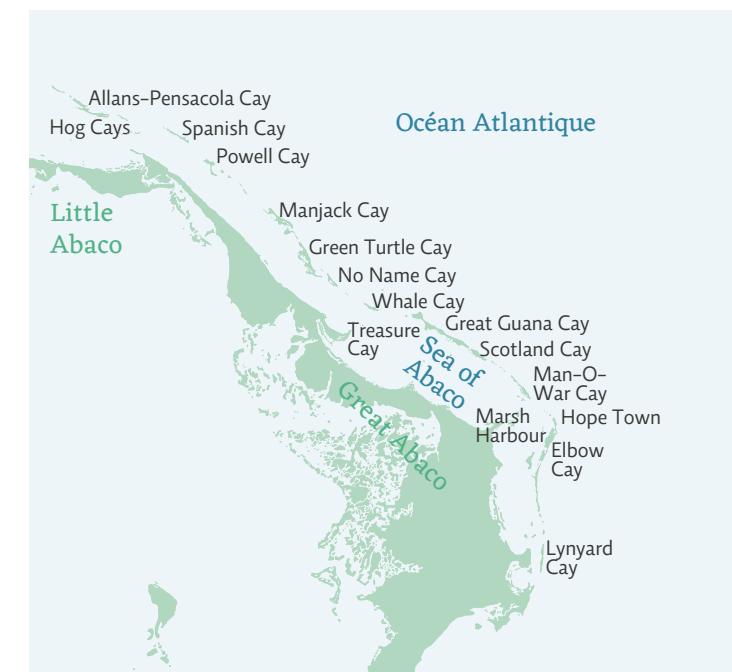 Allans–Pensacola Cay
Océan Atlantique
Hog Cays
Spanish Cay
Powell Cay
Little
Abaco
Manjack Cay
Green Turtle Cay
No Name Cay
Whale Cay
Treasure
Cay
Great Guana Cay
Sea of
Abaco
Scotland Cay
Man–O–
War Cay
Great Abaco
Marsh
Harbour
Hope Town
Elbow
Cay
Lynyard
Cay